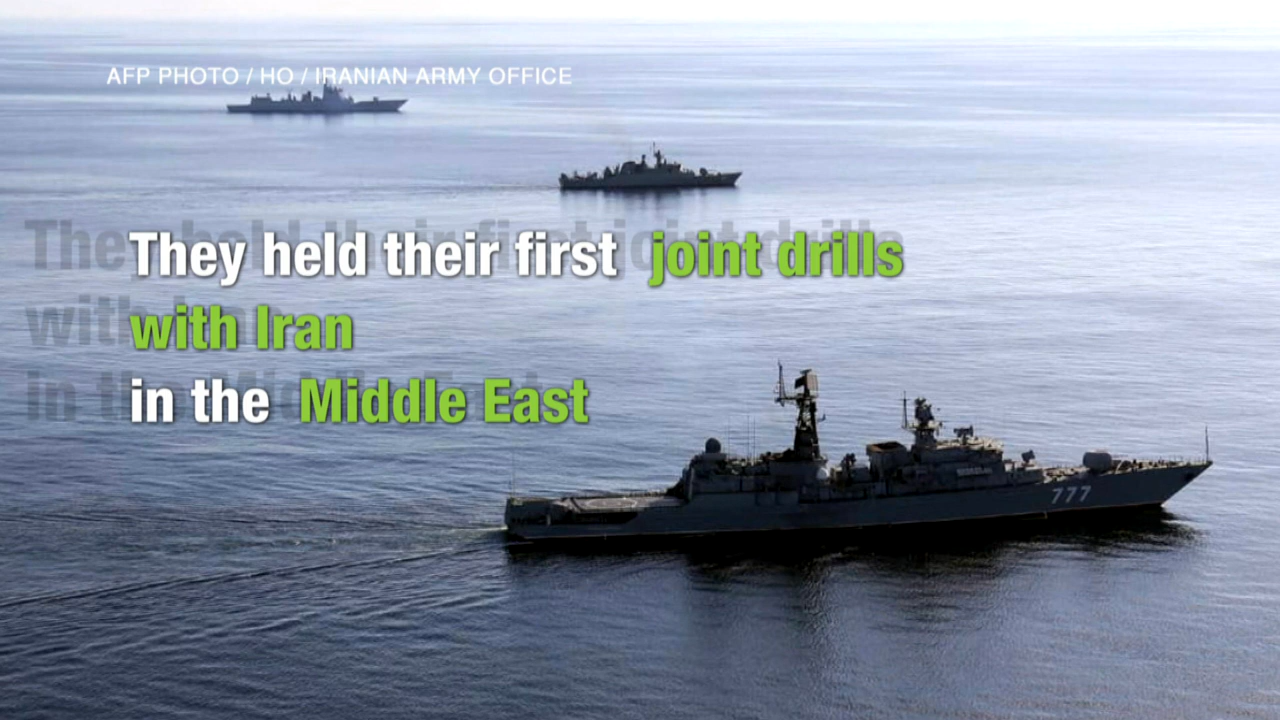 AFP PHOTO / HO / IRANIAN ARMY OFFICE
They held their first joint drills
with Iran
in the Middle East
777